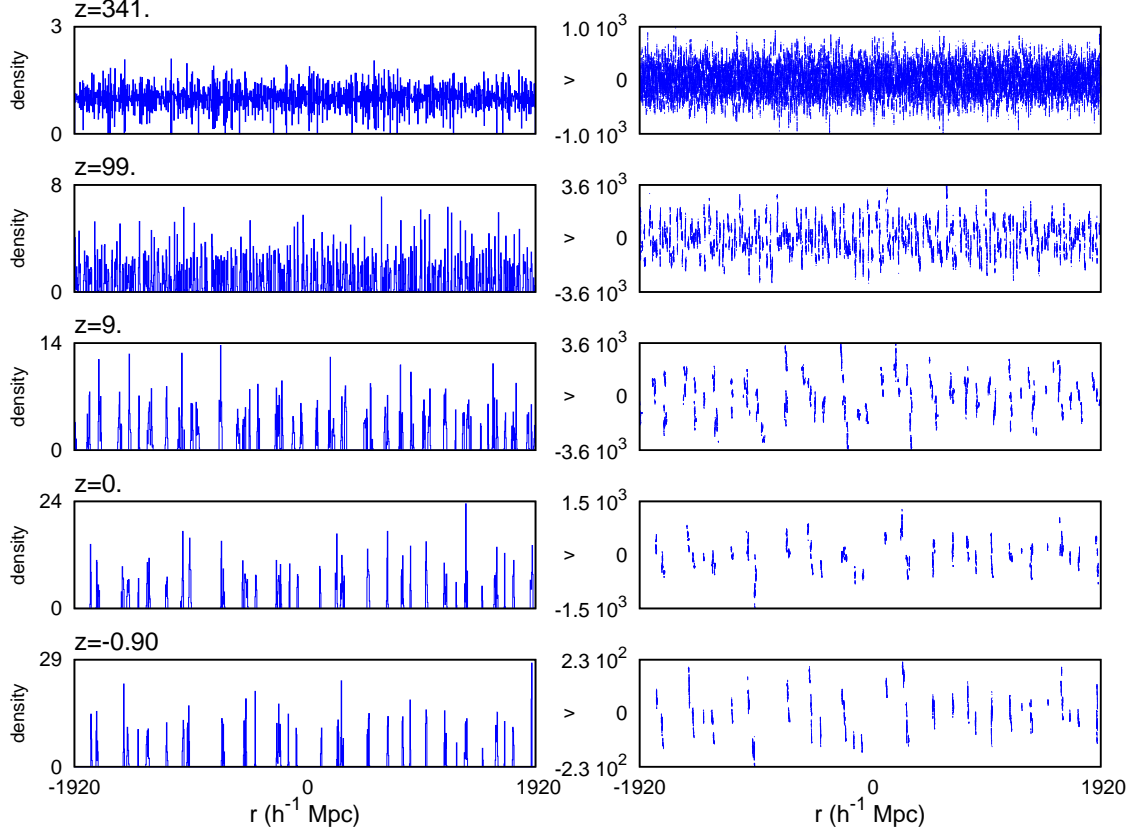 z=341.
3
density
0
1.0 10³
v
0
-1.0 10³
z=99.
8
density
0
3.6 10³
v
0
-3.6 10³
z=9.
14
density
0
3.6 10³
v
0
-3.6 10³
z=0.
24
density
0
1.5 10³
v
0
-1.5 10³
z=-0.90
29
density
0
2.3 10²
v
0
-2.3 10²
-1920 0 1920
r (h⁻¹ Mpc)
-1920 0 1920
r (h⁻¹ Mpc)